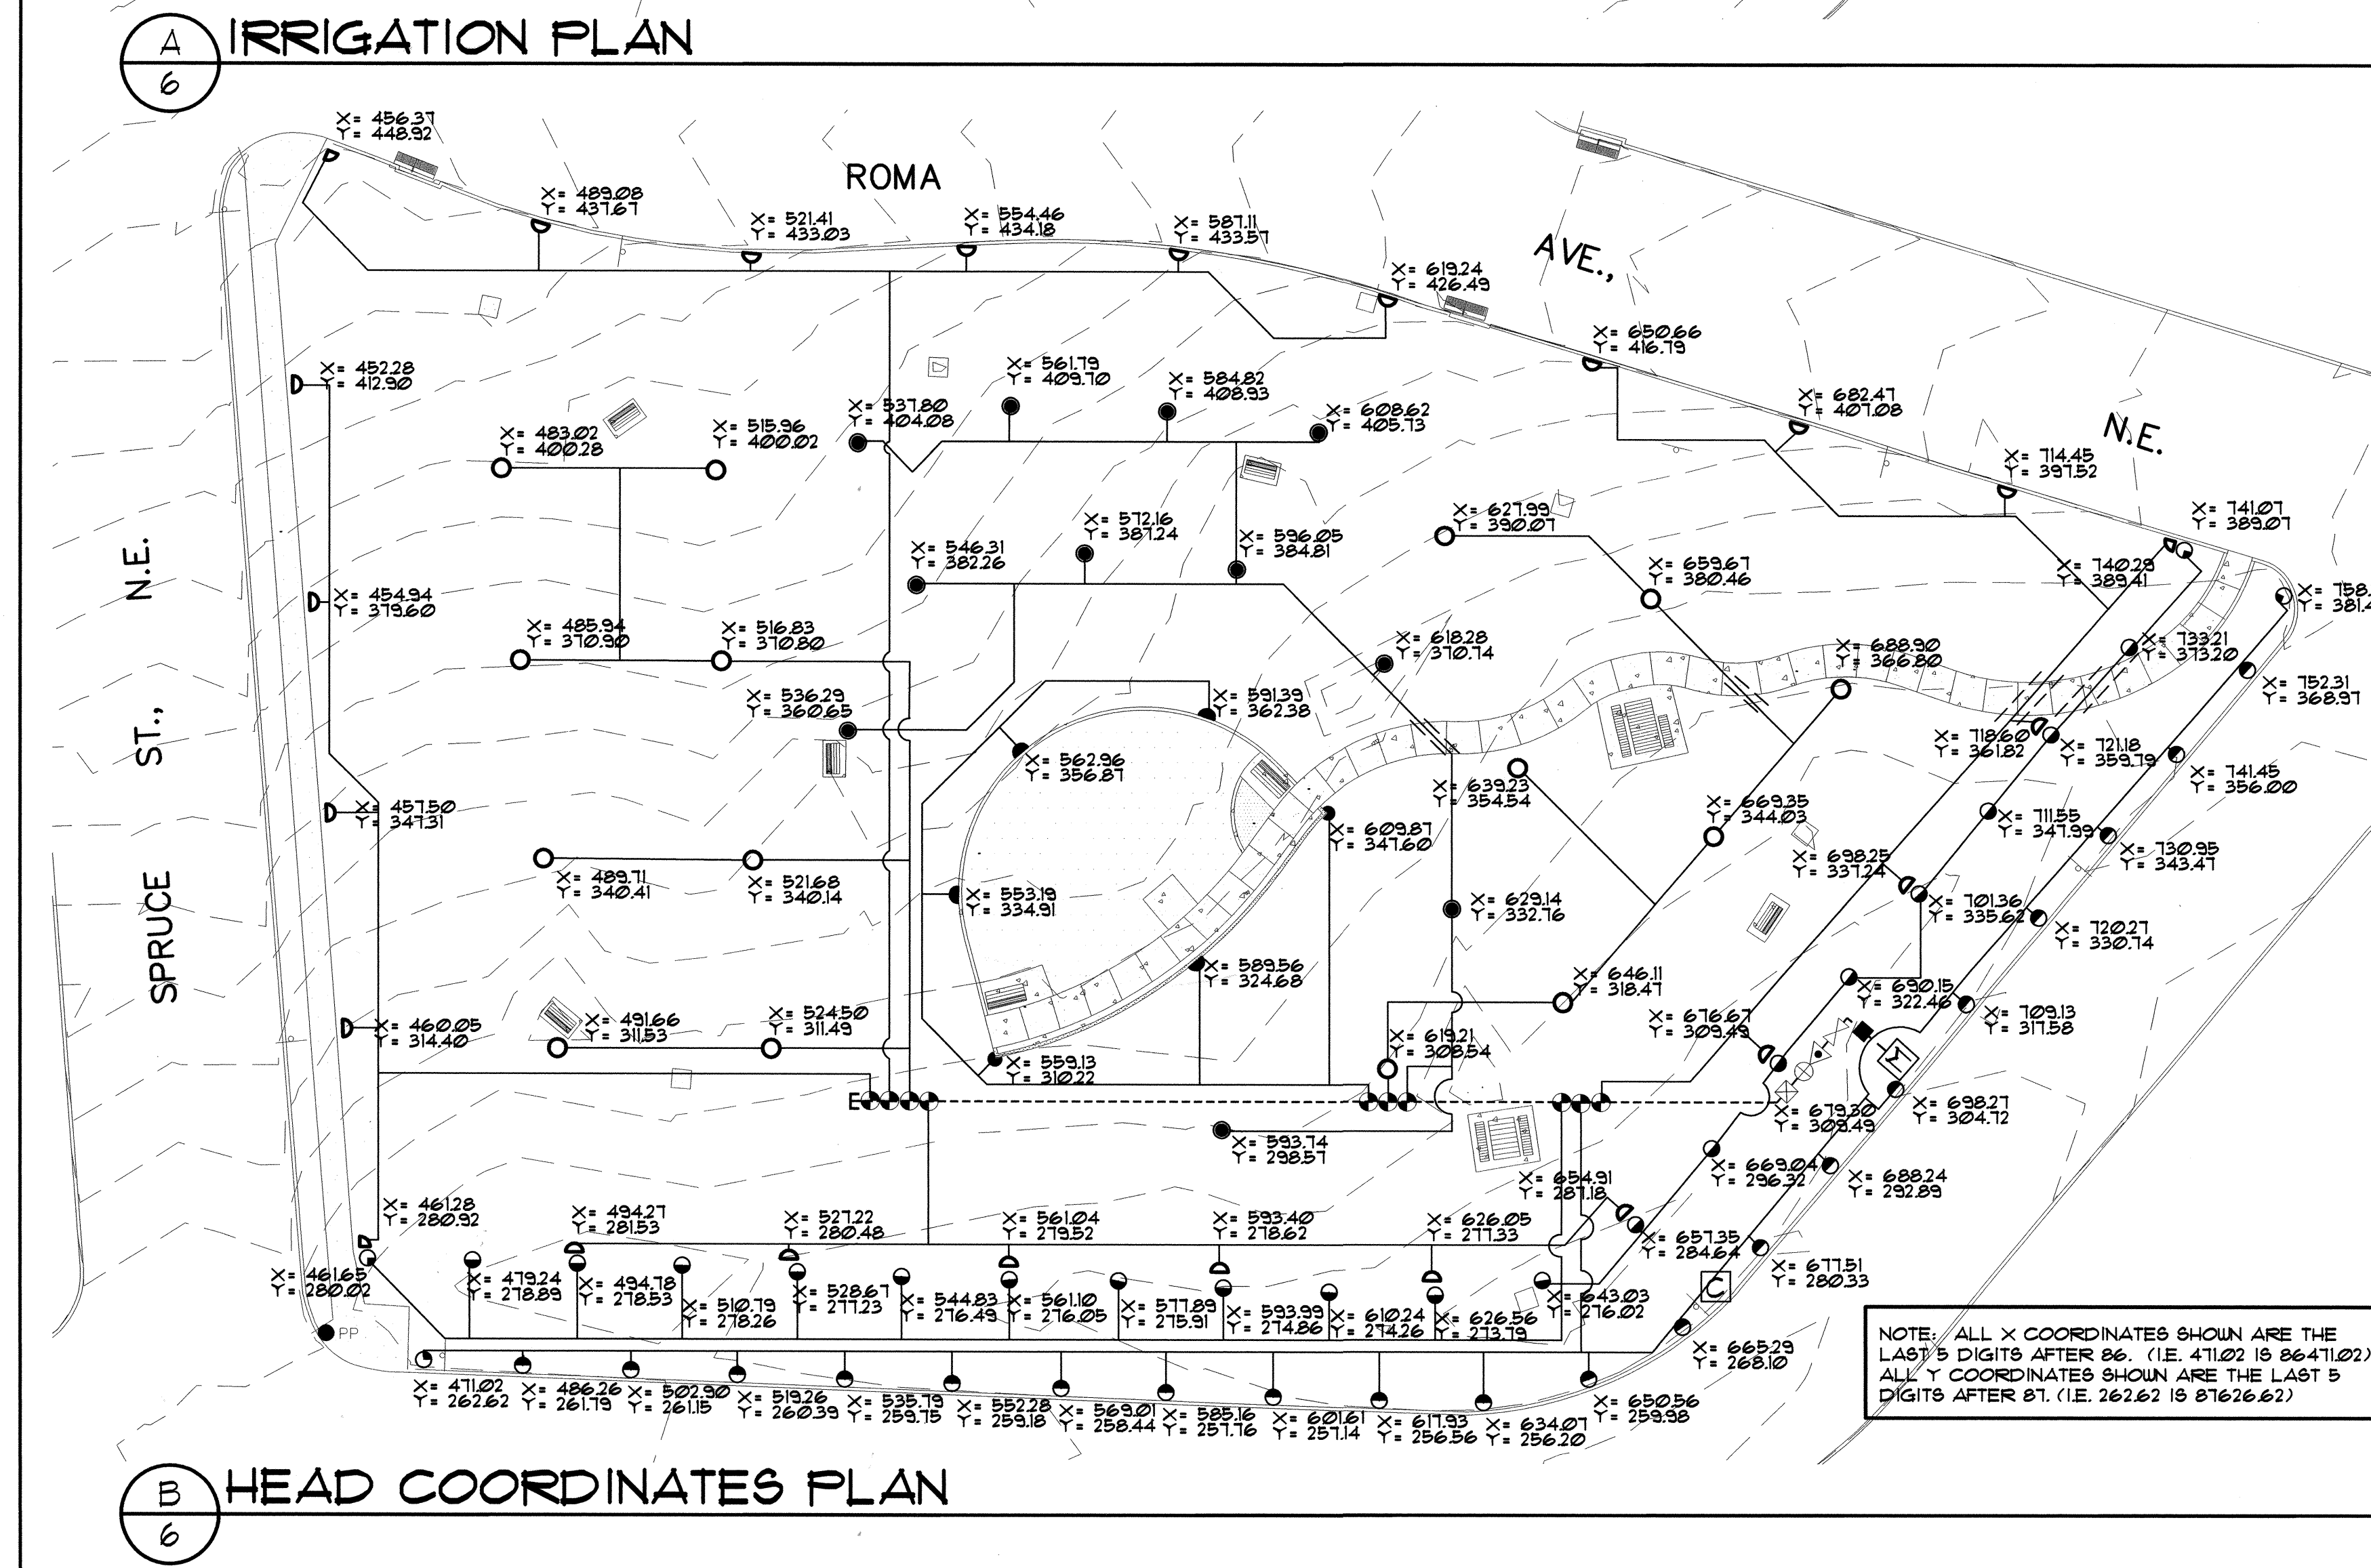 A
6
IRRIGATION PLAN
X= 456.37
Y= 448.92
ROMA
AVE.,
N.E.
X= 489.08
Y= 437.67
X= 521.41
Y= 433.03
X= 554.46
Y= 434.18
X= 587.11
Y= 433.57
X= 619.24
Y= 426.49
X= 650.66
Y= 416.79
X= 682.47
Y= 407.08
X= 714.45
Y= 397.52
X= 741.07
Y= 389.07
X= 740.29
Y= 389.41
X= 758.
Y= 381.4
X= 452.28
Y= 412.90
X= 483.02
Y= 400.28
X= 515.96
Y= 400.02
X= 537.80
Y= 404.08
X= 561.79
Y= 409.70
X= 584.82
Y= 408.93
X= 608.62
Y= 405.73
X= 546.31
Y= 382.26
X= 572.16
Y= 387.24
X= 596.05
Y= 384.81
X= 627.99
Y= 390.07
X= 659.67
Y= 380.46
X= 688.90
Y= 366.80
X= 733.21
Y= 373.20
X= 752.31
Y= 368.97
SPRUCE ST., N.E.
X= 454.94
Y= 379.60
X= 485.94
Y= 370.90
X= 516.83
Y= 370.80
X= 536.29
Y= 360.65
X= 591.39
Y= 362.38
X= 618.28
Y= 370.74
X= 562.96
Y= 356.87
X= 639.23
Y= 354.54
X= 669.35
Y= 344.03
X= 718.60
Y= 361.82
X= 721.18
Y= 359.79
X= 741.45
Y= 356.00
X= 457.50
Y= 347.31
X= 489.71
Y= 340.41
X= 521.68
Y= 340.14
X= 553.19
Y= 334.91
X= 609.87
Y= 347.60
X= 629.14
Y= 332.76
X= 698.25
Y= 337.24
X= 711.55
Y= 347.99
X= 730.95
Y= 343.47
X= 701.36
Y= 335.62
X= 720.27
Y= 330.74
X= 589.56
Y= 324.68
X= 646.11
Y= 318.47
X= 690.15
Y= 322.46
X= 709.13
Y= 317.58
X= 460.05
Y= 314.40
X= 491.66
Y= 311.53
X= 524.50
Y= 311.49
X= 559.13
Y= 310.22
X= 619.21
Y= 308.54
X= 676.67
Y= 309.49
M
X= 679.30
Y= 309.49
X= 698.27
Y= 304.72
E
X= 593.74
Y= 298.57
X= 669.04
Y= 296.32
X= 688.24
Y= 292.89
X= 461.28
Y= 280.92
X= 494.27
Y= 281.53
X= 527.22
Y= 280.48
X= 561.04
Y= 279.52
X= 593.40
Y= 278.62
X= 626.05
Y= 277.33
X= 654.91
Y= 287.18
X= 657.35
Y= 284.64
X= 677.51
Y= 280.33
C
X= 461.65
Y= 280.02
X= 479.24
Y= 278.89
X= 494.78
Y= 278.53
X= 510.79
Y= 278.26
X= 528.67
Y= 277.23
X= 544.83
Y= 276.49
X= 561.10
Y= 276.05
X= 577.89
Y= 275.91
X= 593.99
Y= 274.86
X= 610.24
Y= 274.26
X= 626.56
Y= 273.79
X= 643.03
Y= 276.02
X= 665.29
Y= 268.10
PP
X= 471.02
Y= 262.62
X= 486.26
Y= 261.79
X= 502.90
Y= 261.15
X= 519.26
Y= 260.39
X= 535.79
Y= 259.75
X= 552.28
Y= 259.18
X= 569.01
Y= 258.44
X= 585.16
Y= 257.76
X= 601.61
Y= 257.14
X= 617.93
Y= 256.56
X= 634.07
Y= 256.20
X= 650.56
Y= 259.98
NOTE: ALL X COORDINATES SHOWN ARE THE
LAST 5 DIGITS AFTER 86. (I.E. 471.02 IS 86471.02)
ALL Y COORDINATES SHOWN ARE THE LAST 5
DIGITS AFTER 87. (I.E. 262.62 IS 87626.62)
B
6
HEAD COORDINATES PLAN